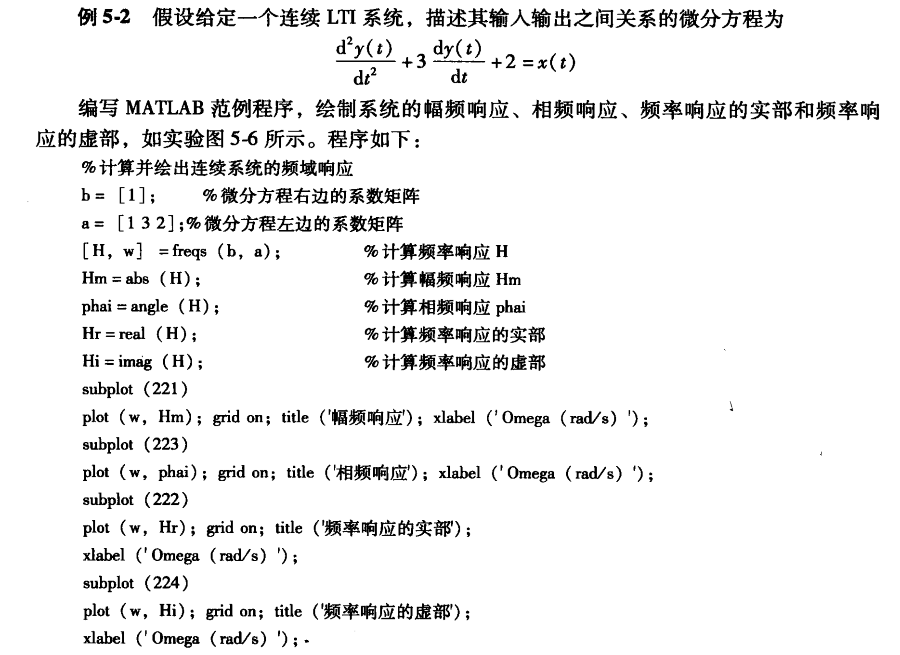 例 5-2 假设给定一个连续 LTI 系统，描述其输入输出之间关系的微分方程为
d²y(t)/dt² + 3 dy(t)/dt + 2 = x(t)
编写 MATLAB 范例程序，绘制系统的幅频响应、相频响应、频率响应的实部和频率响
应的虚部，如实验图 5-6 所示。程序如下：
%计算并绘出连续系统的频域响应
b = [1]; %微分方程右边的系数矩阵
a = [1 3 2];%微分方程左边的系数矩阵
[H, w] = freqs (b, a); %计算频率响应 H
Hm = abs (H); %计算幅频响应 Hm
phai = angle (H); %计算相频响应 phai
Hr = real (H); %计算频率响应的实部
Hi = imag (H); %计算频率响应的虚部
subplot (221)
plot (w, Hm); grid on; title ('幅频响应'); xlabel ('Omega (rad/s) ');
subplot (223)
plot (w, phai); grid on; title ('相频响应'); xlabel ('Omega (rad/s) ');
subplot (222)
plot (w, Hr); grid on; title ('频率响应的实部');
xlabel ('Omega (rad/s) ');
subplot (224)
plot (w, Hi); grid on; title ('频率响应的虚部');
xlabel ('Omega (rad/s) ');